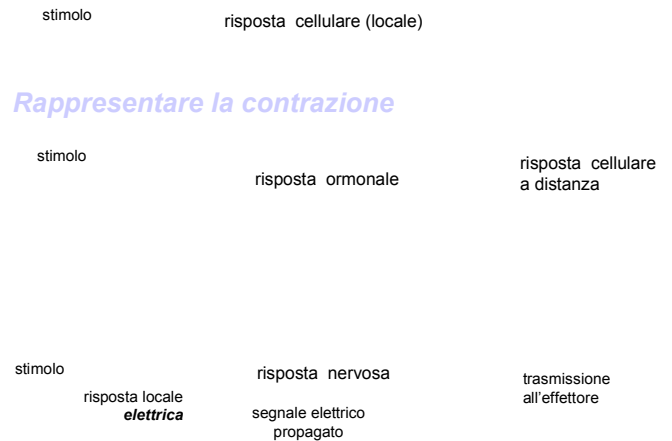 stimolo
risposta cellulare (locale)
Rappresentare la contrazione
stimolo
risposta ormonale
risposta cellulare
a distanza
stimolo
risposta locale
elettrica
risposta nervosa
segnale elettrico
propagato
trasmissione
all'effettore